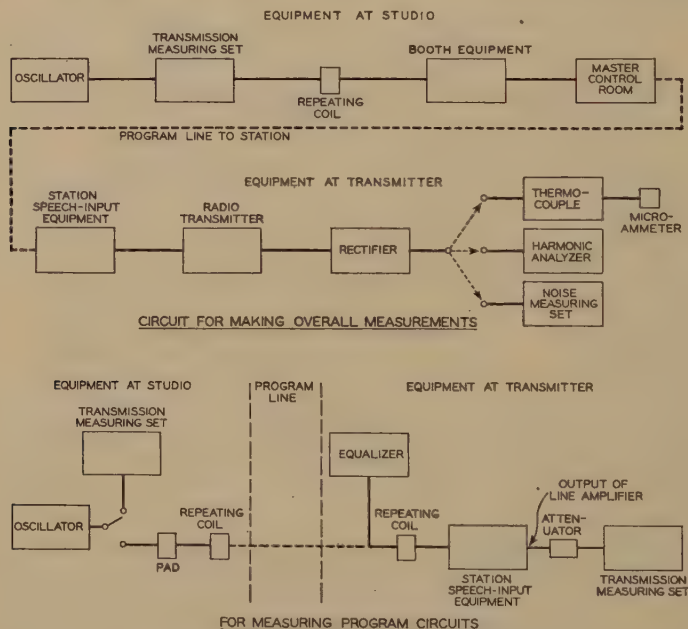 EQUIPMENT AT STUDIO
TRANSMISSION
MEASURING SET
BOOTH EQUIPMENT
MASTER
CONTROL
ROOM
OSCILLATOR
REPEATING
COIL
PROGRAM LINE TO STATION
STATION
SPEECH-INPUT
EQUIPMENT
RADIO
TRANSMITTER
EQUIPMENT AT TRANSMITTER
RECTIFIER
THERMO-
COUPLE
MICRO-
AMMETER
HARMONIC
ANALYZER
NOISE
MEASURING
SET
CIRCUIT FOR MAKING OVERALL MEASUREMENTS
EQUIPMENT AT STUDIO
PROGRAM
LINE
EQUIPMENT AT TRANSMITTER
TRANSMISSION
MEASURING SET
EQUALIZER
OSCILLATOR
REPEATING
COIL
PAD
REPEATING
COIL
OUTPUT OF
LINE AMPLIFIER
ATTEN-
UATOR
STATION
SPEECH-INPUT
EQUIPMENT
TRANSMISSION
MEASURING SET
FOR MEASURING PROGRAM CIRCUITS